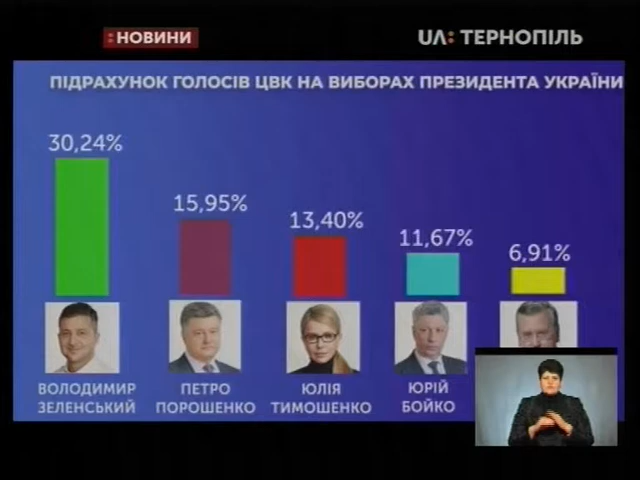 НОВИНИ
UA: ТЕРНОПІЛЬ
ПІДРАХУНОК ГОЛОСІВ ЦВК НА ВИБОРАХ ПРЕЗИДЕНТА УКРАЇНИ
30,24%
15,95%
13,40%
11,67%
6,91%
ВОЛОДИМИР
ЗЕЛЕНСЬКИЙ
ПЕТРО
ПОРОШЕНКО
ЮЛІЯ
ТИМОШЕНКО
ЮРІЙ
БОЙКО